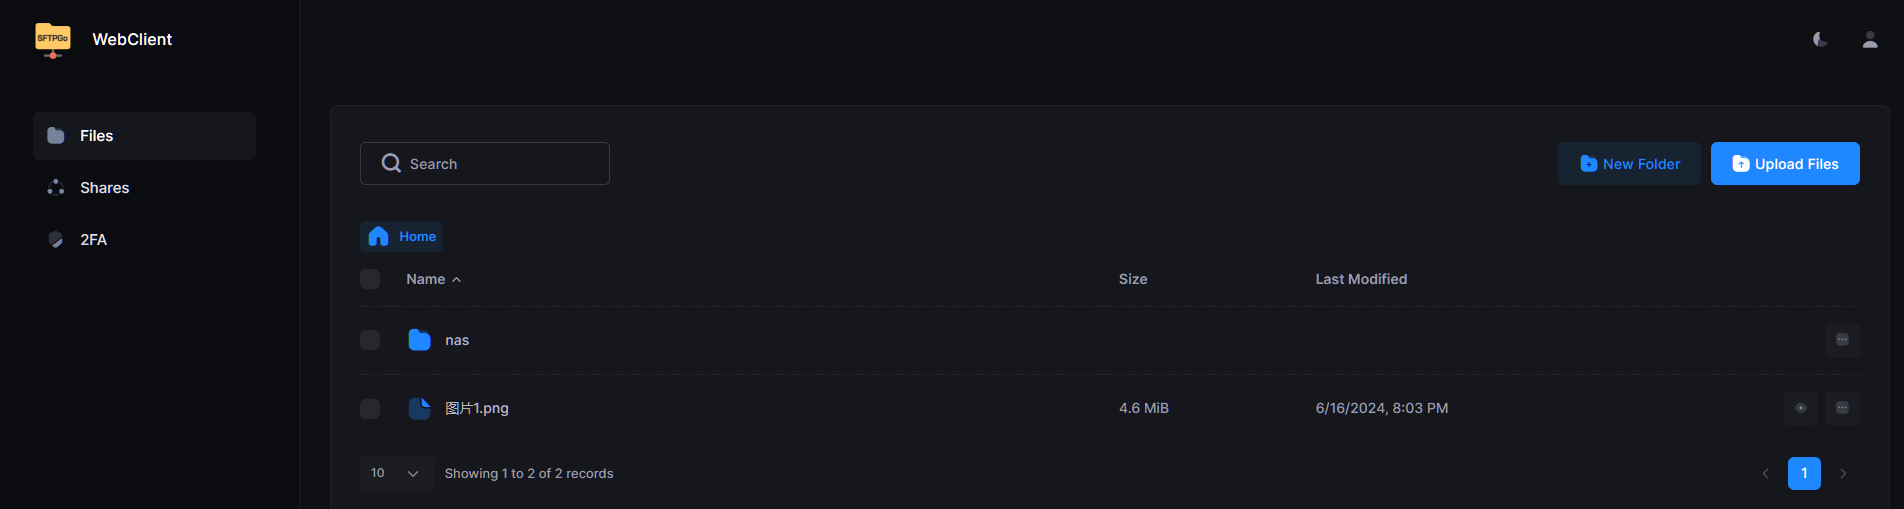 SFTPGo
WebClient
Files
Shares
2FA
Search
New Folder
Upload Files
Home
Name Size Last Modified
nas
图片1.png 4.6 MiB 6/16/2024, 8:03 PM
10 Showing 1 to 2 of 2 records 1